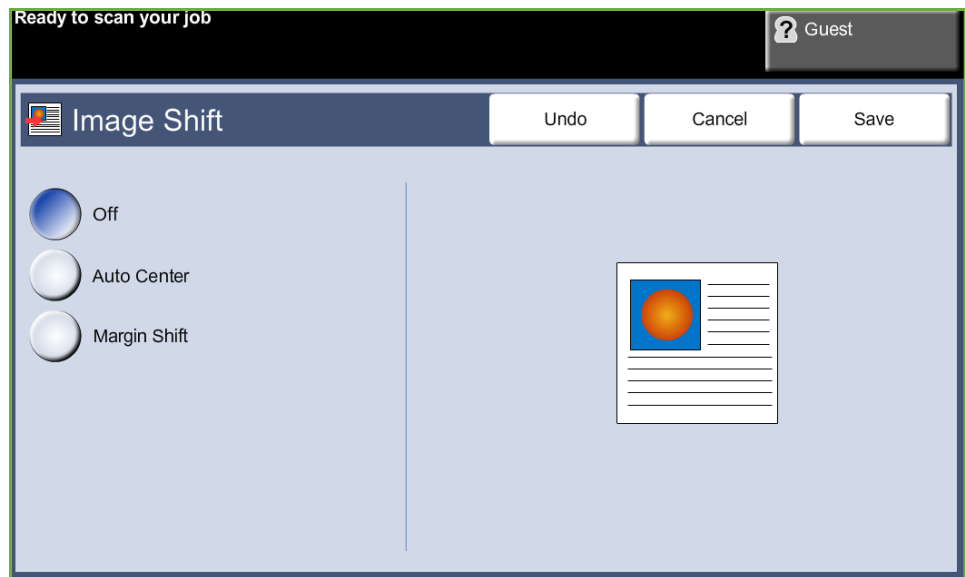 Ready to scan your job
? Guest
Image Shift
Undo
Cancel
Save
Off
Auto Center
Margin Shift